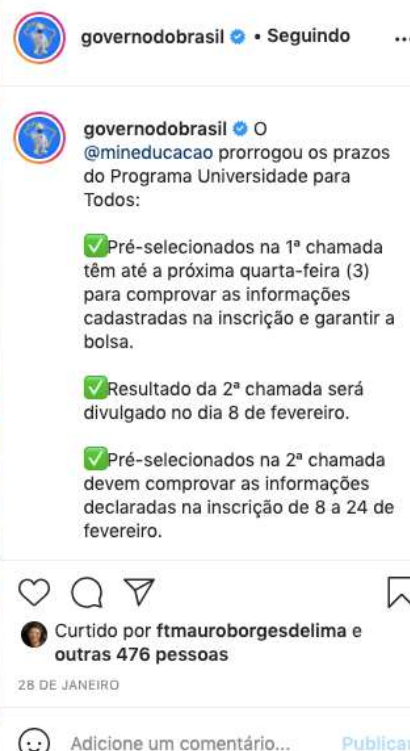 governodobrasil • Seguindo ...
governodobrasil O
@mineducacao prorrogou os prazos
do Programa Universidade para
Todos:
✅Pré-selecionados na 1ª chamada
têm até a próxima quarta-feira (3)
para comprovar as informações
cadastradas na inscrição e garantir a
bolsa.
✅Resultado da 2ª chamada será
divulgado no dia 8 de fevereiro.
✅Pré-selecionados na 2ª chamada
devem comprovar as informações
declaradas na inscrição de 8 a 24 de
fevereiro.
Curtido por ftmauroborgesdelima e
outras 476 pessoas
28 DE JANEIRO
Adicione um comentário... Publicar